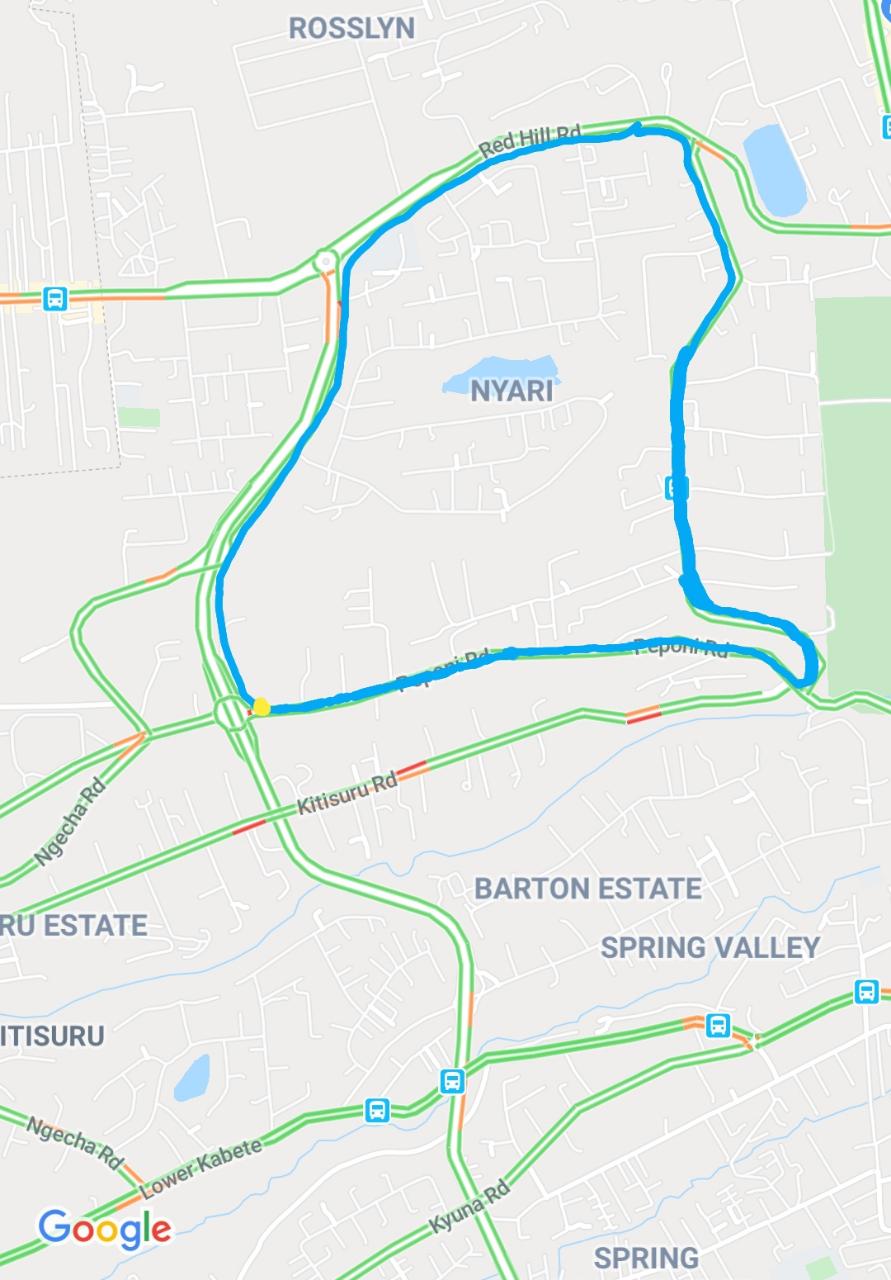 ROSSLYN
Red Hill Rd
NYARI
Peponi Rd
Peponi Rd
Kitisuru Rd
Ngecha Rd
BARTON ESTATE
RU ESTATE
SPRING VALLEY
ITISURU
Ngecha Rd
Lower Kabete
Kyuna Rd
Google
SPRING